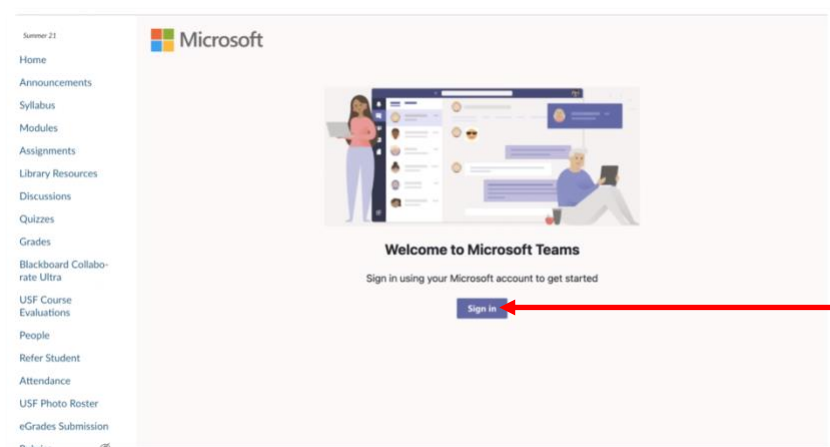 Summer 21
Home
Announcements
Syllabus
Modules
Assignments
Library Resources
Discussions
Quizzes
Grades
Blackboard Collabo-
rate Ultra
USF Course
Evaluations
People
Refer Student
Attendance
USF Photo Roster
eGrades Submission
Microsoft
Welcome to Microsoft Teams
Sign in using your Microsoft account to get started
Sign in